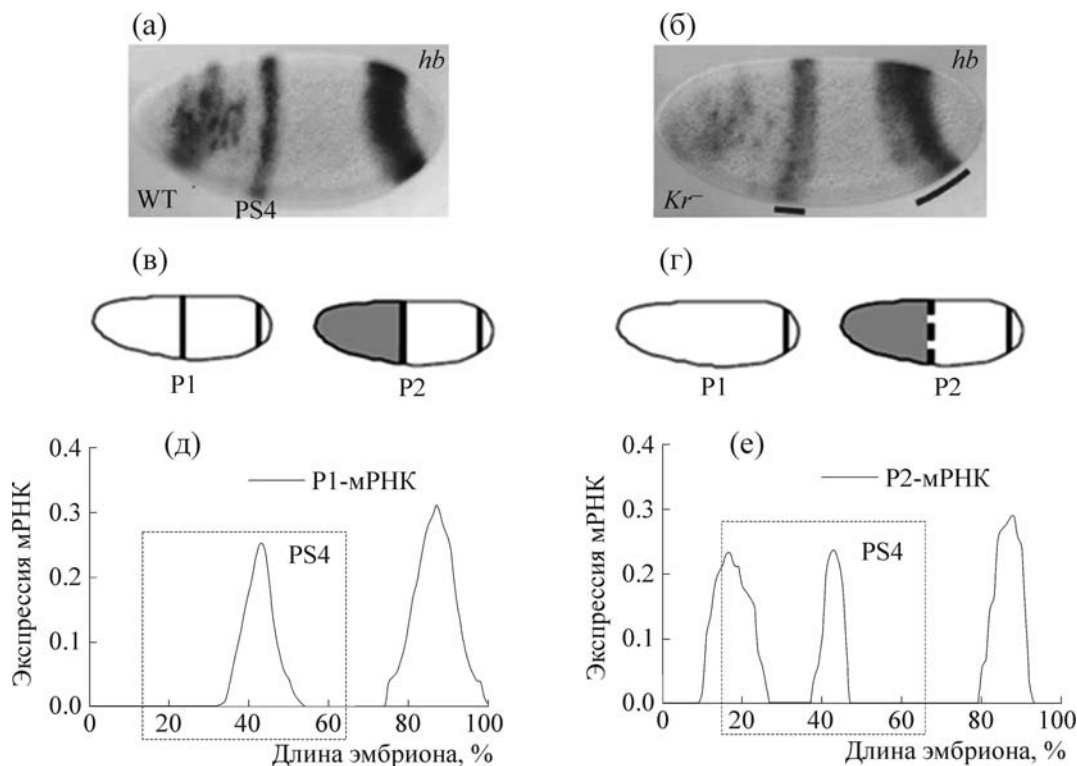 (а)
hb
WT
PS4
(б)
hb
Kr–
(в)
P1
P2
(г)
P1
P2
(д)
Экспрессия мРНК
0.4
0.3
0.2
0.1
0.0
P1-мРНК
PS4
0 20 40 60 80 100
Длина эмбриона, %
(е)
Экспрессия мРНК
0.4
0.3
0.2
0.1
0.0
P2-мРНК
PS4
0 20 40 60 80 100
Длина эмбриона, %